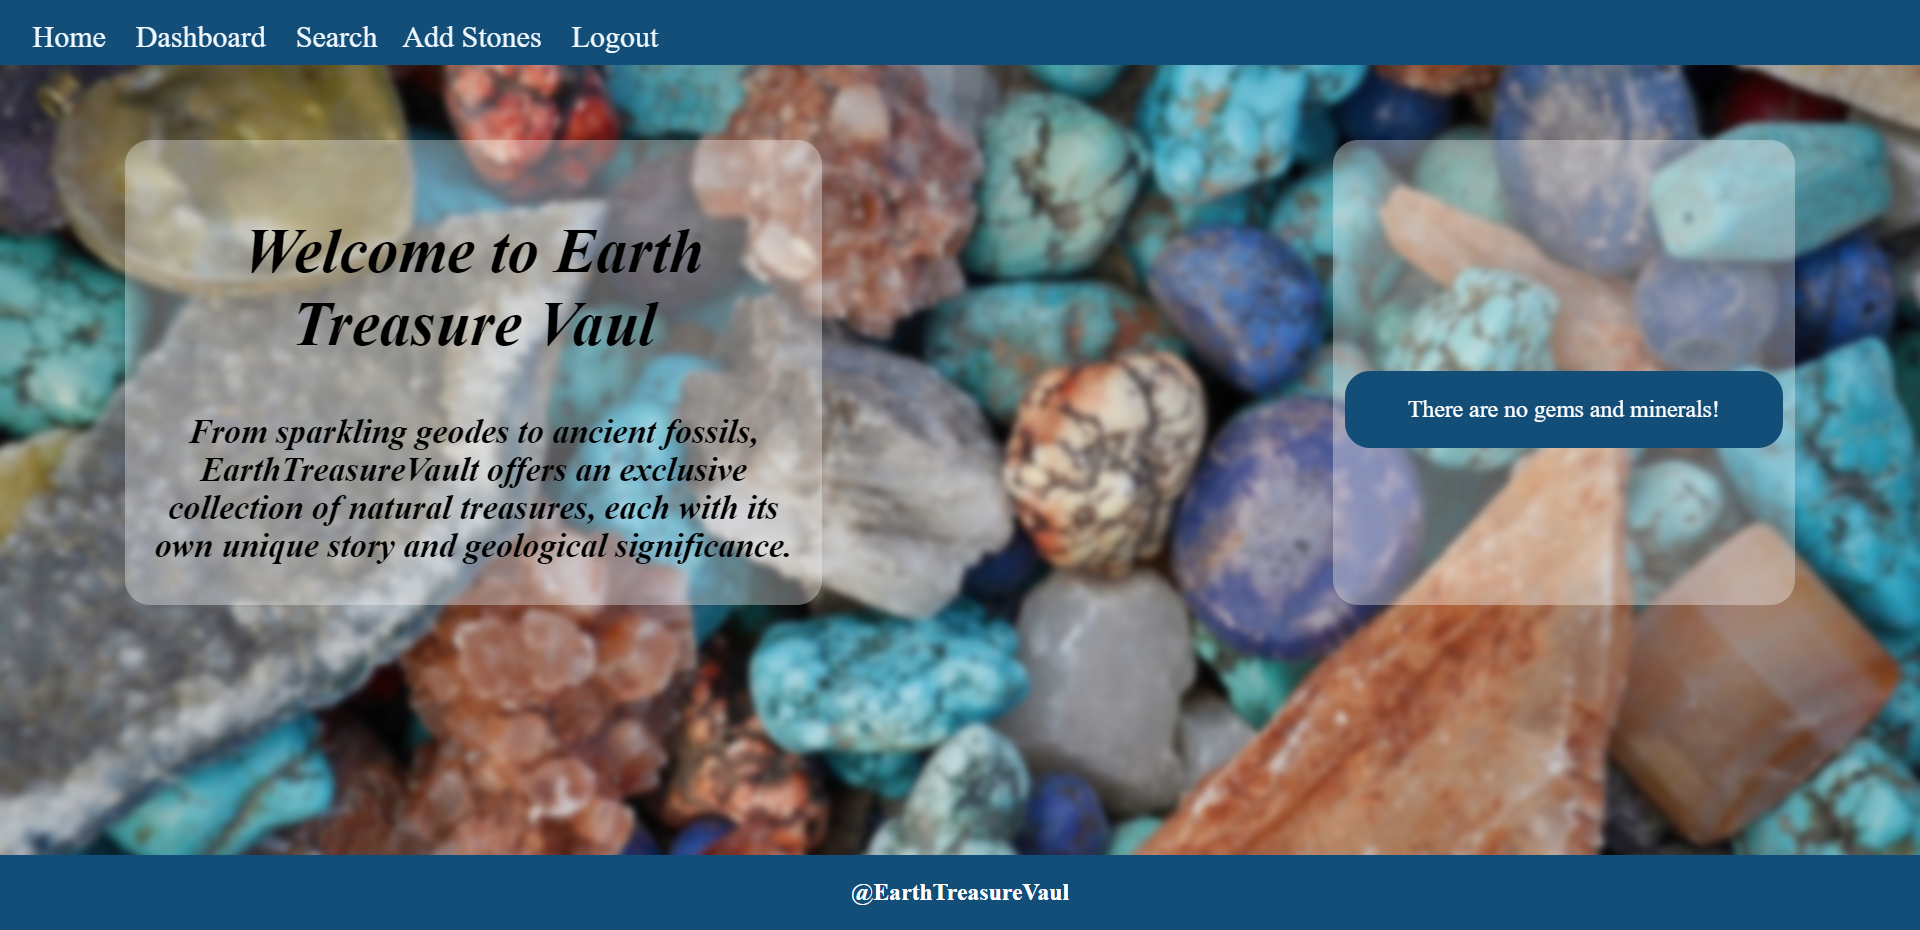 Home Dashboard Search Add Stones Logout
Welcome to Earth
Treasure Vaul
From sparkling geodes to ancient fossils,
EarthTreasureVault offers an exclusive
collection of natural treasures, each with its
own unique story and geological significance.
There are no gems and minerals!
@EarthTreasureVaul